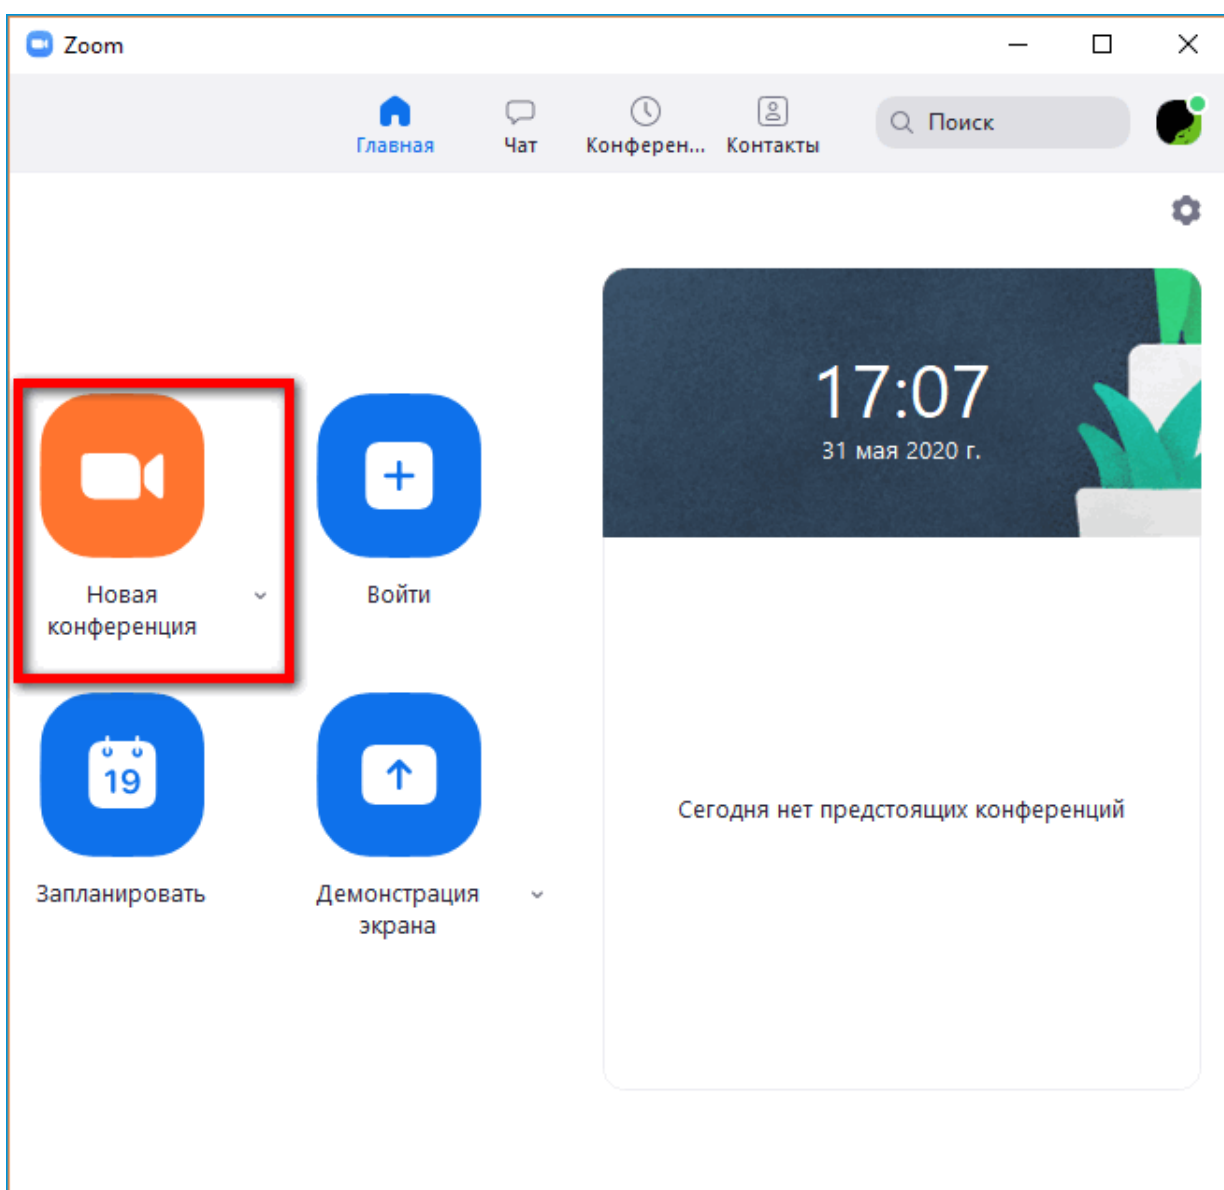 Zoom
Главная
Чат
Конферен...
Контакты
Поиск
17:07
31 мая 2020 г.
Новая
конференция
Войти
19
Запланировать
Демонстрация
экрана
Сегодня нет предстоящих конференций